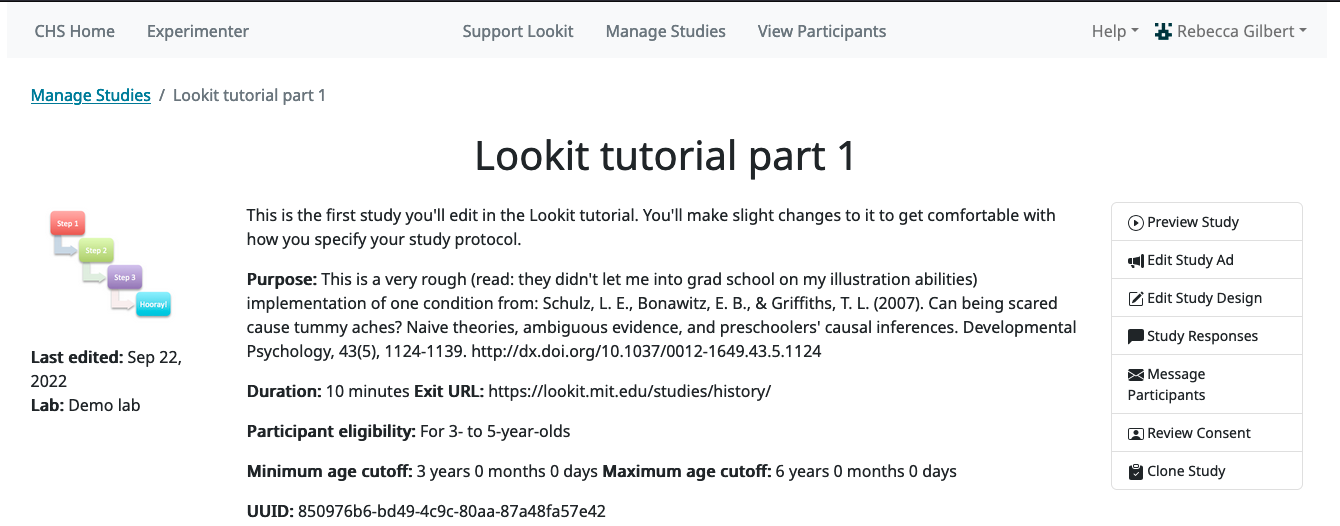 CHS Home Experimenter Support Lookit Manage Studies View Participants Help Rebecca Gilbert
Manage Studies / Lookit tutorial part 1
Lookit tutorial part 1
Step 1
Step 2
Step 3
Hooray!
Last edited: Sep 22,
2022
Lab: Demo lab
This is the first study you'll edit in the Lookit tutorial. You'll make slight changes to it to get comfortable with
how you specify your study protocol.
Purpose: This is a very rough (read: they didn't let me into grad school on my illustration abilities)
implementation of one condition from: Schulz, L. E., Bonawitz, E. B., & Griffiths, T. L. (2007). Can being scared
cause tummy aches? Naive theories, ambiguous evidence, and preschoolers' causal inferences. Developmental
Psychology, 43(5), 1124-1139. http://dx.doi.org/10.1037/0012-1649.43.5.1124
Duration: 10 minutes Exit URL: https://lookit.mit.edu/studies/history/
Participant eligibility: For 3- to 5-year-olds
Minimum age cutoff: 3 years 0 months 0 days Maximum age cutoff: 6 years 0 months 0 days
UUID: 850976b6-bd49-4c9c-80aa-87a48fa57e42
Preview Study
Edit Study Ad
Edit Study Design
Study Responses
Message
Participants
Review Consent
Clone Study